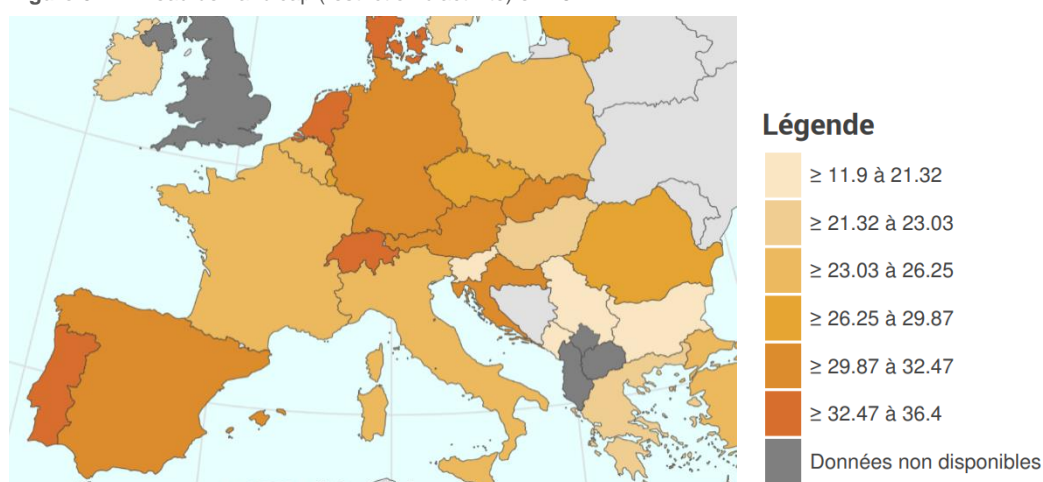 Légende
≥ 11.9 à 21.32
≥ 21.32 à 23.03
≥ 23.03 à 26.25
≥ 26.25 à 29.87
≥ 29.87 à 32.47
≥ 32.47 à 36.4
Données non disponibles